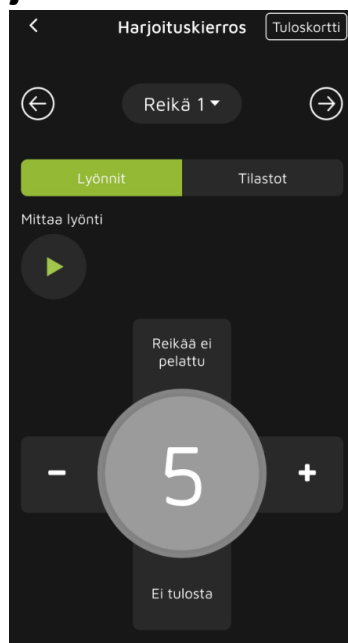 Harjoituskierros
Tuloskortti
Reikä 1
Lyönnit
Tilastot
Mittaa lyönti
Reikää ei
pelattu
-
5
+
Ei tulosta